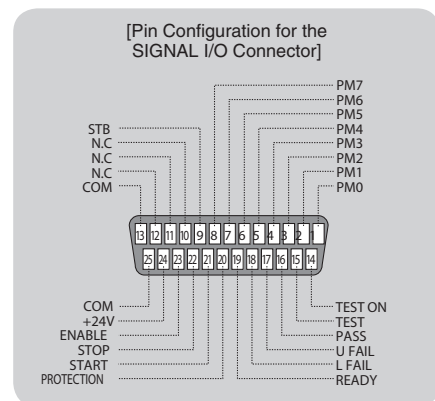 [Pin Configuration for the
SIGNAL I/O Connector]
PM7
PM6
PM5
PM4
PM3
PM2
PM1
PM0
STB
N.C
N.C
N.C
COM
13 12 11 10 9 8 7 6 5 4 3 2 1
25 24 23 22 21 20 19 18 17 16 15 14
COM
+24V
ENABLE
STOP
START
PROTECTION
TEST ON
TEST
PASS
U FAIL
L FAIL
READY